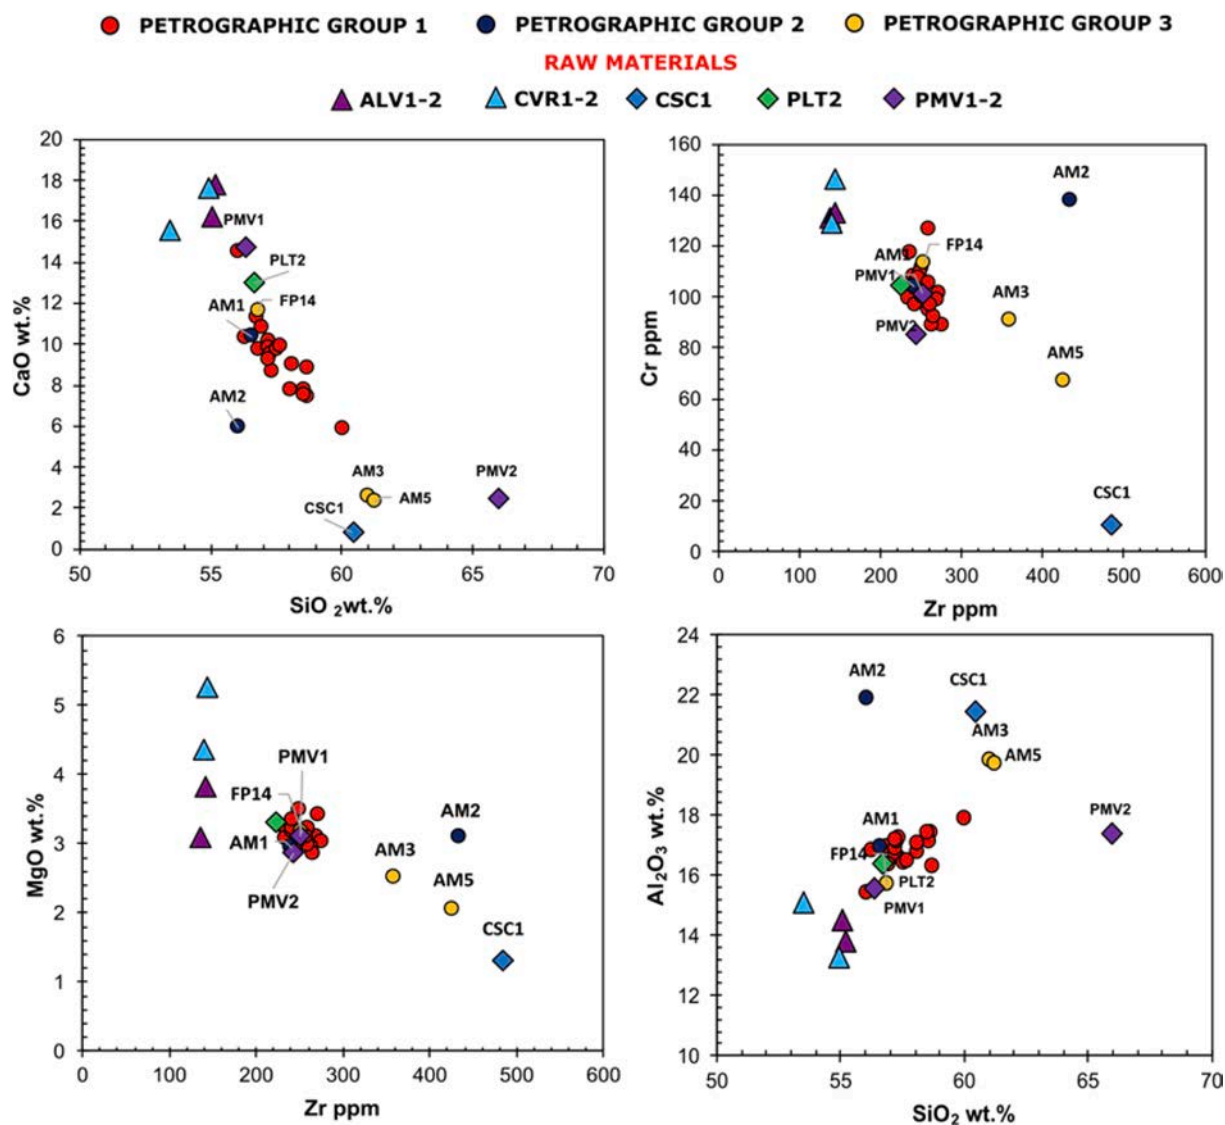 PETROGRAPHIC GROUP 1 PETROGRAPHIC GROUP 2 PETROGRAPHIC GROUP 3
RAW MATERIALS
ALV1-2 CVR1-2 CSC1 PLT2 PMV1-2
20
18
16
14
12
10
8
6
4
2
0
CaO wt.%
PMV1
PLT2
FP14
AM1
AM2
AM3
AM5
PMV2
CSC1
50 55 60 65 70
SiO 2wt.%
160
140
120
100
80
60
40
20
0
Cr ppm
AM2
FP14
AM1
PMV1
AM3
PMV2
AM5
CSC1
0 100 200 300 400 500 600
Zr ppm
6
5
4
3
2
1
0
MgO wt.%
PMV1
FP14
AM2
AM1
AM3
AM5
PMV2
CSC1
0 100 200 300 400 500 600
Zr ppm
24
22
20
18
16
14
12
10
Al2O3 wt.%
AM2
CSC1
AM3
AM5
AM1
PMV2
FP14
PLT2
PMV1
50 55 60 65 70
SiO2 wt.%